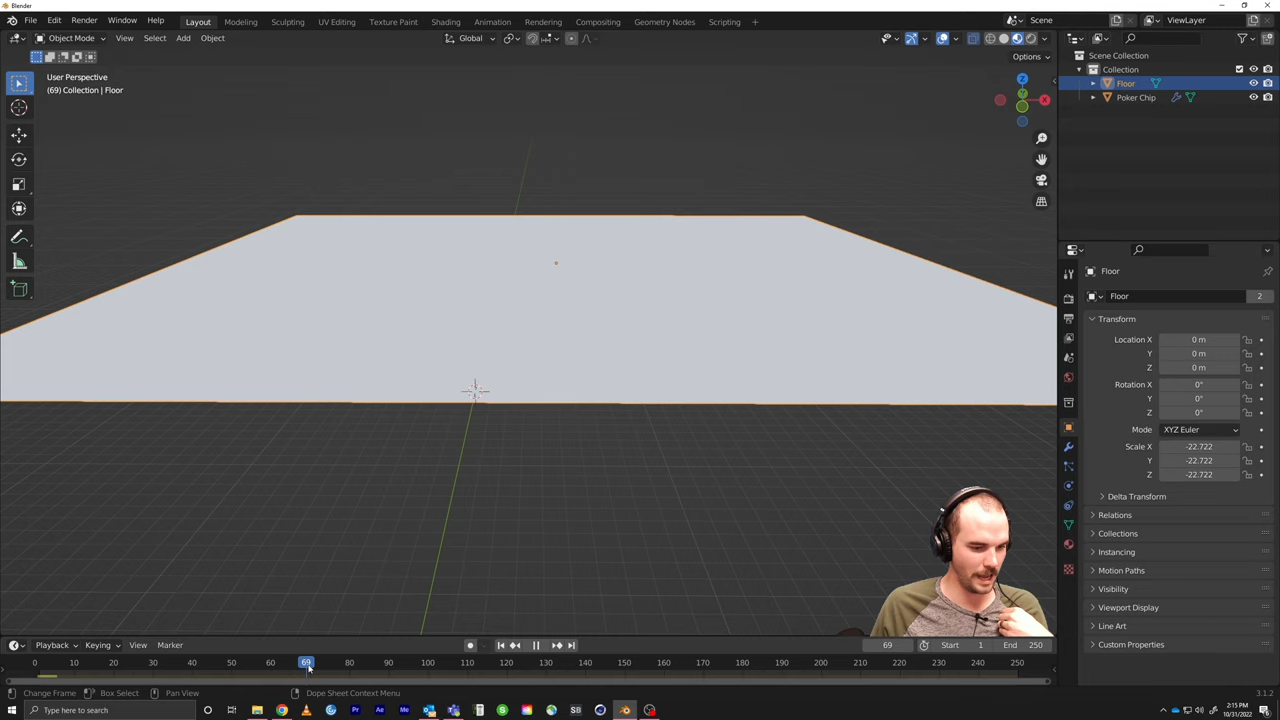 Blender
File Edit Render Window Help Layout Modeling Sculpting UV Editing Texture Paint Shading Animation Rendering Compositing Geometry Nodes Scripting + Scene ViewLayer
Object Mode View Select Add Object Global
Options
User Perspective
(69) Collection | Floor
Z
Y
X
Scene Collection
Collection
Floor
Poker Chip
Floor
Floor 2
Transform
Location X 0 m
Y 0 m
Z 0 m
Rotation X 0°
Y 0°
Z 0°
Mode XYZ Euler
Scale X -22.722
Y -22.722
Z -22.722
Delta Transform
Relations
Collections
Instancing
Motion Paths
Visibility
Viewport Display
Line Art
Custom Properties
Playback Keying View Marker 69 Start 1 End 250
0 10 20 30 40 50 60 69 80 90 100 110 120 130 140 150 160 170 180 190 200 210 220 230 240 250
Change Frame Box Select Pan View Dope Sheet Context Menu 3.1.2
Type here to search
Pr Ae Me S SB
2:15 PM
10/31/2022